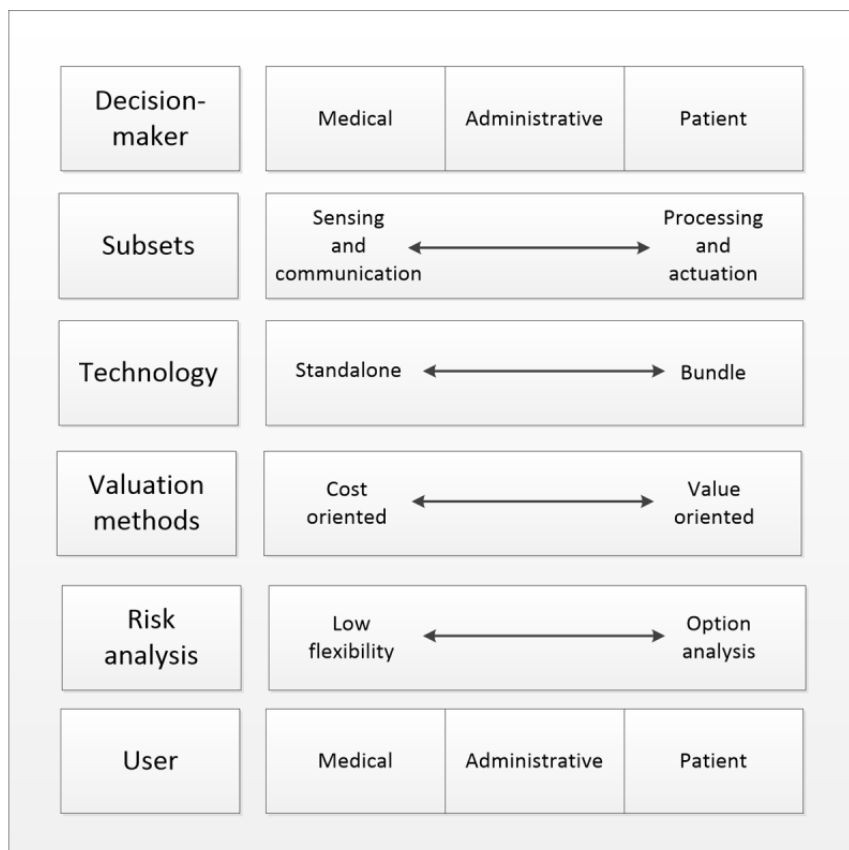 Decision-
maker
Medical
Administrative
Patient
Subsets
Sensing
and
communication
Processing
and
actuation
Technology
Standalone
Bundle
Valuation
methods
Cost
oriented
Value
oriented
Risk
analysis
Low
flexibility
Option
analysis
User
Medical
Administrative
Patient